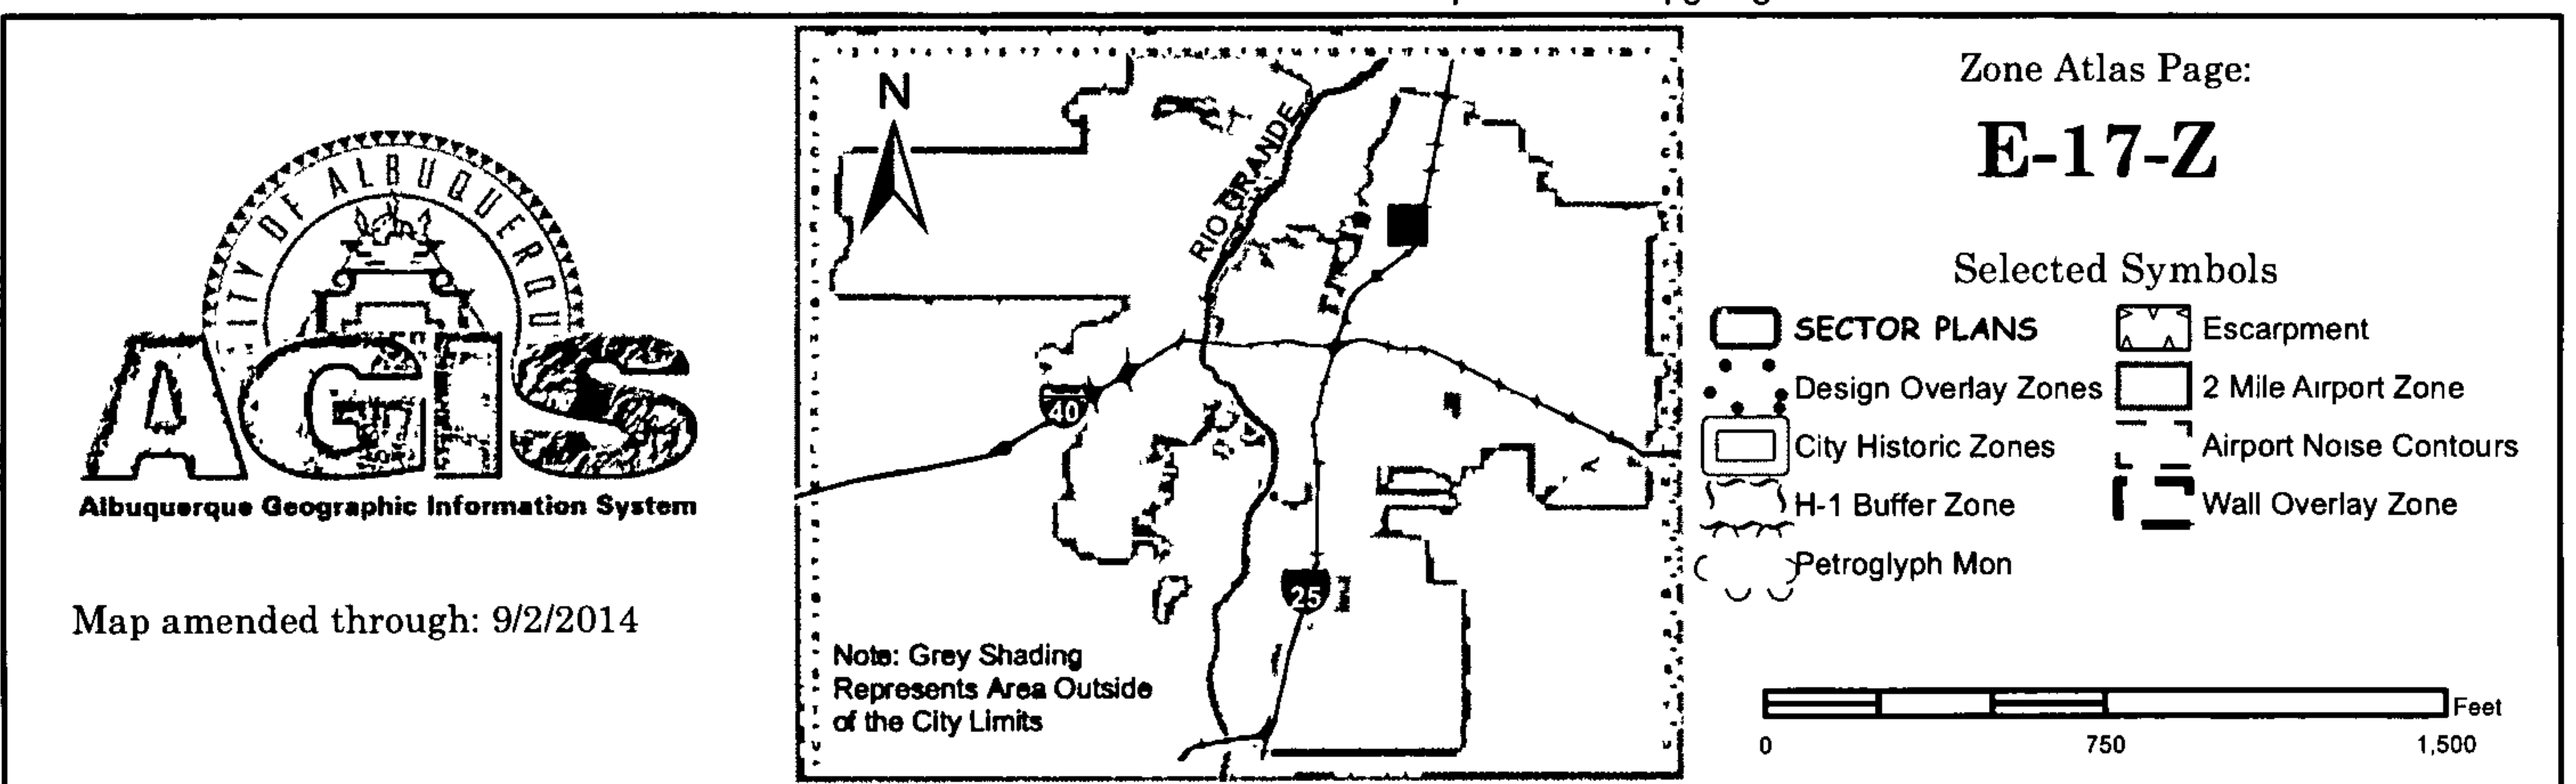 CITY OF ALBUQUERQU
AGIS
Albuquerque Geographic Information System
Map amended through: 9/2/2014
N
RIO GRANDE
40
25
Note: Grey Shading
Represents Area Outside
of the City Limits
Zone Atlas Page:
E-17-Z
Selected Symbols
SECTOR PLANS
Design Overlay Zones
City Historic Zones
H-1 Buffer Zone
Petroglyph Mon
Escarpment
2 Mile Airport Zone
Airport Noise Contours
Wall Overlay Zone
Feet
0 750 1,500